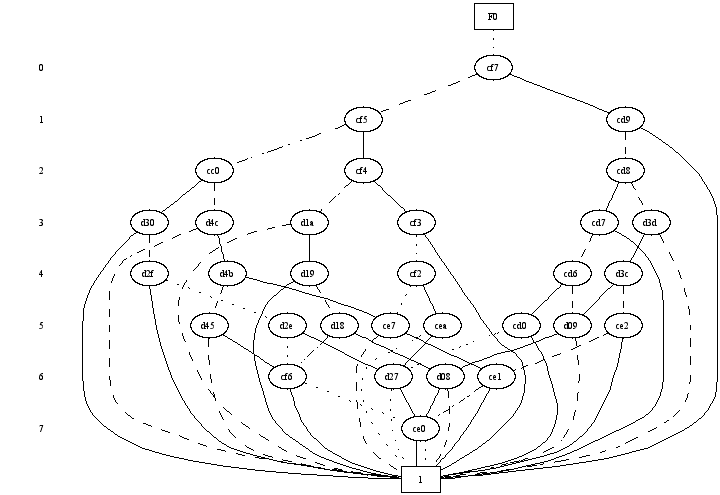 F0
0 cf7
1 cf5 cd9
2 cc0 cf4 cd8
3 d30 d4c d1a cf3 cd7 d3d
4 d2f d4b d19 cf2 cd6 d3c
5 d45 d2e d18 ce7 cea cd0 d09 ce2
6 cf6 d27 d08 ce1
7 ce0
1